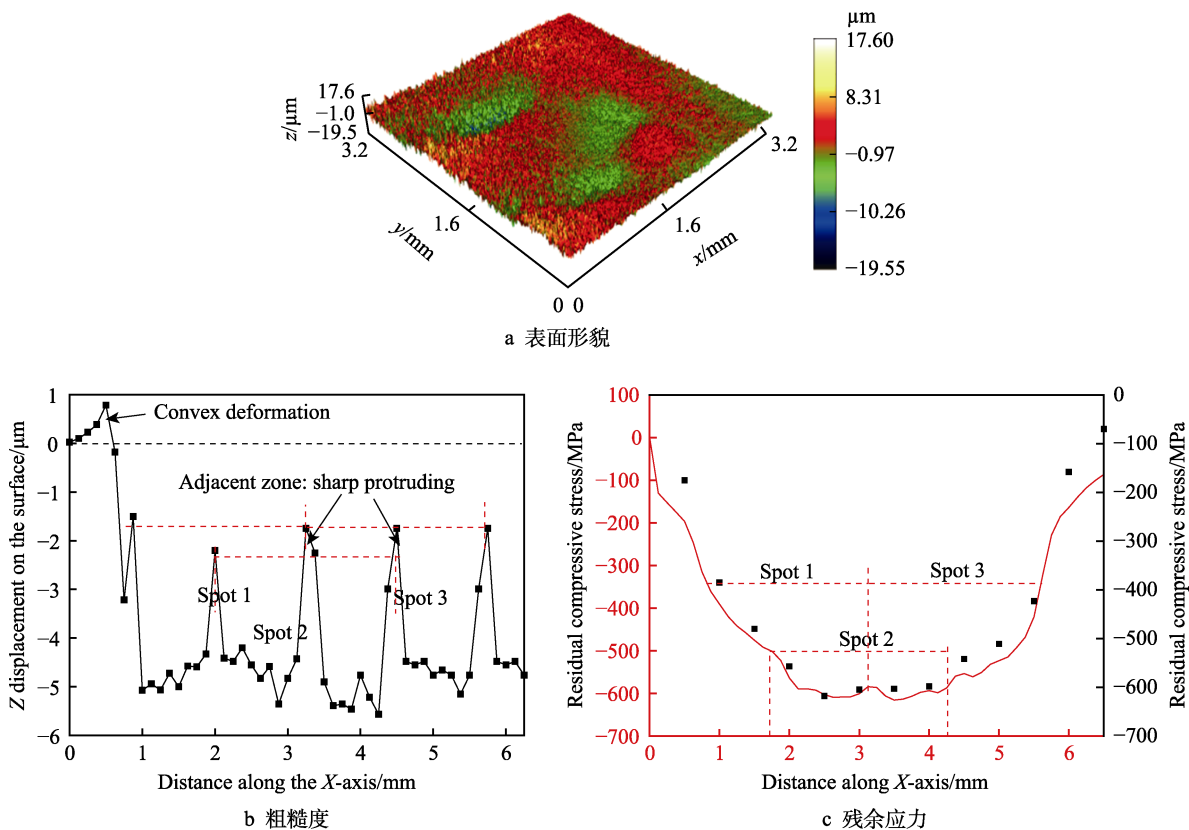 μm
17.60
8.31
−0.97
−10.26
−19.55
z/μm
17.6
−1.0
−19.5
3.2
1.6
y/mm
0 0
x/mm
1.6
3.2
a 表面形貌
Z displacement on the surface/μm
1
0
−1
−2
−3
−4
−5
−6
Convex deformation
Adjacent zone: sharp protruding
Spot 1
Spot 2
Spot 3
0 1 2 3 4 5 6
Distance along the X-axis/mm
b 粗糙度
Residual compressive stress/MPa
100
0
−100
−200
−300
−400
−500
−600
−700
Spot 1
Spot 3
Spot 2
0
−100
−200
−300
−400
−500
−600
−700
Residual compressive stress/MPa
0 1 2 3 4 5 6
Distance along X-axis/mm
c 残余应力